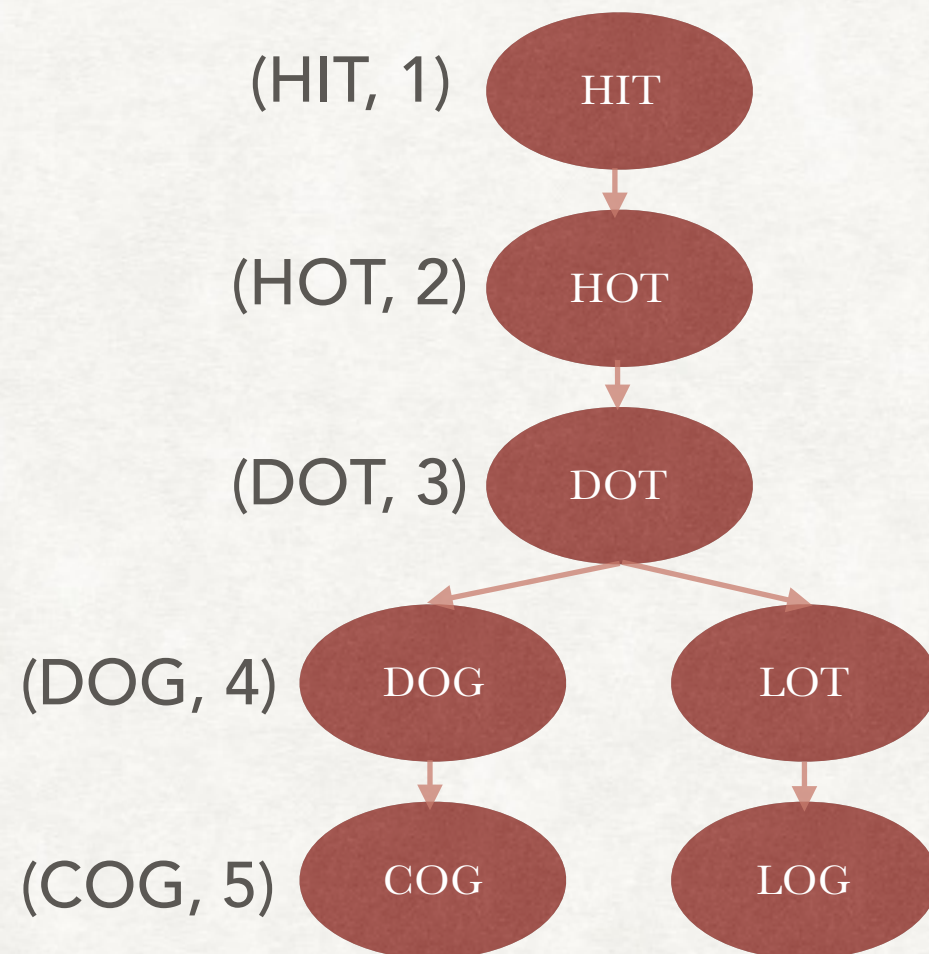 (HIT, 1) HIT
(HOT, 2) HOT
(DOT, 3) DOT
(DOG, 4) DOG LOT
(COG, 5) COG LOG